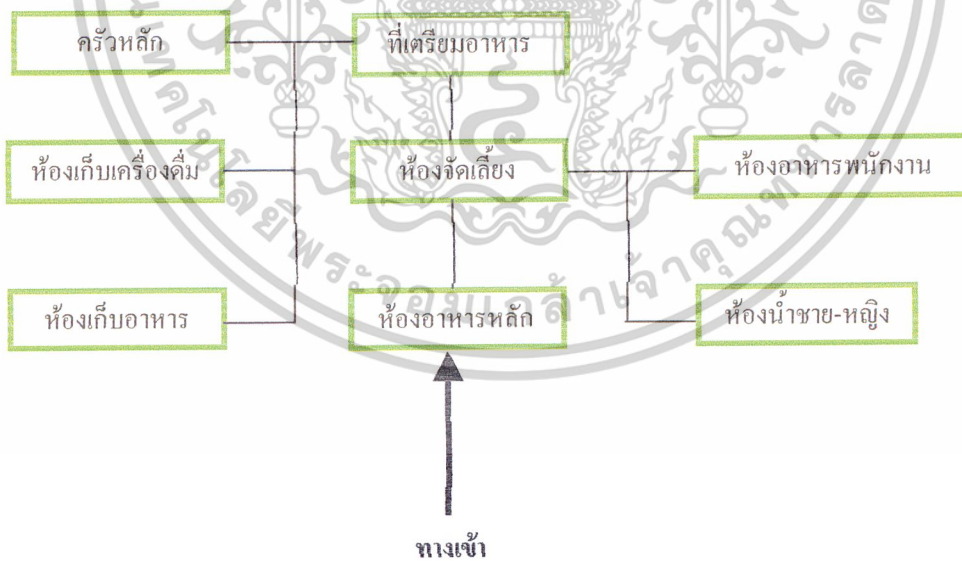 ครัวหลัก
ที่เตรียมอาหาร
ห้องเก็บเครื่องดื่ม
ห้องจัดเลี้ยง
ห้องอาหารพนักงาน
ห้องเก็บอาหาร
ห้องอาหารหลัก
ห้องน้ำชาย-หญิง
ทางเข้า